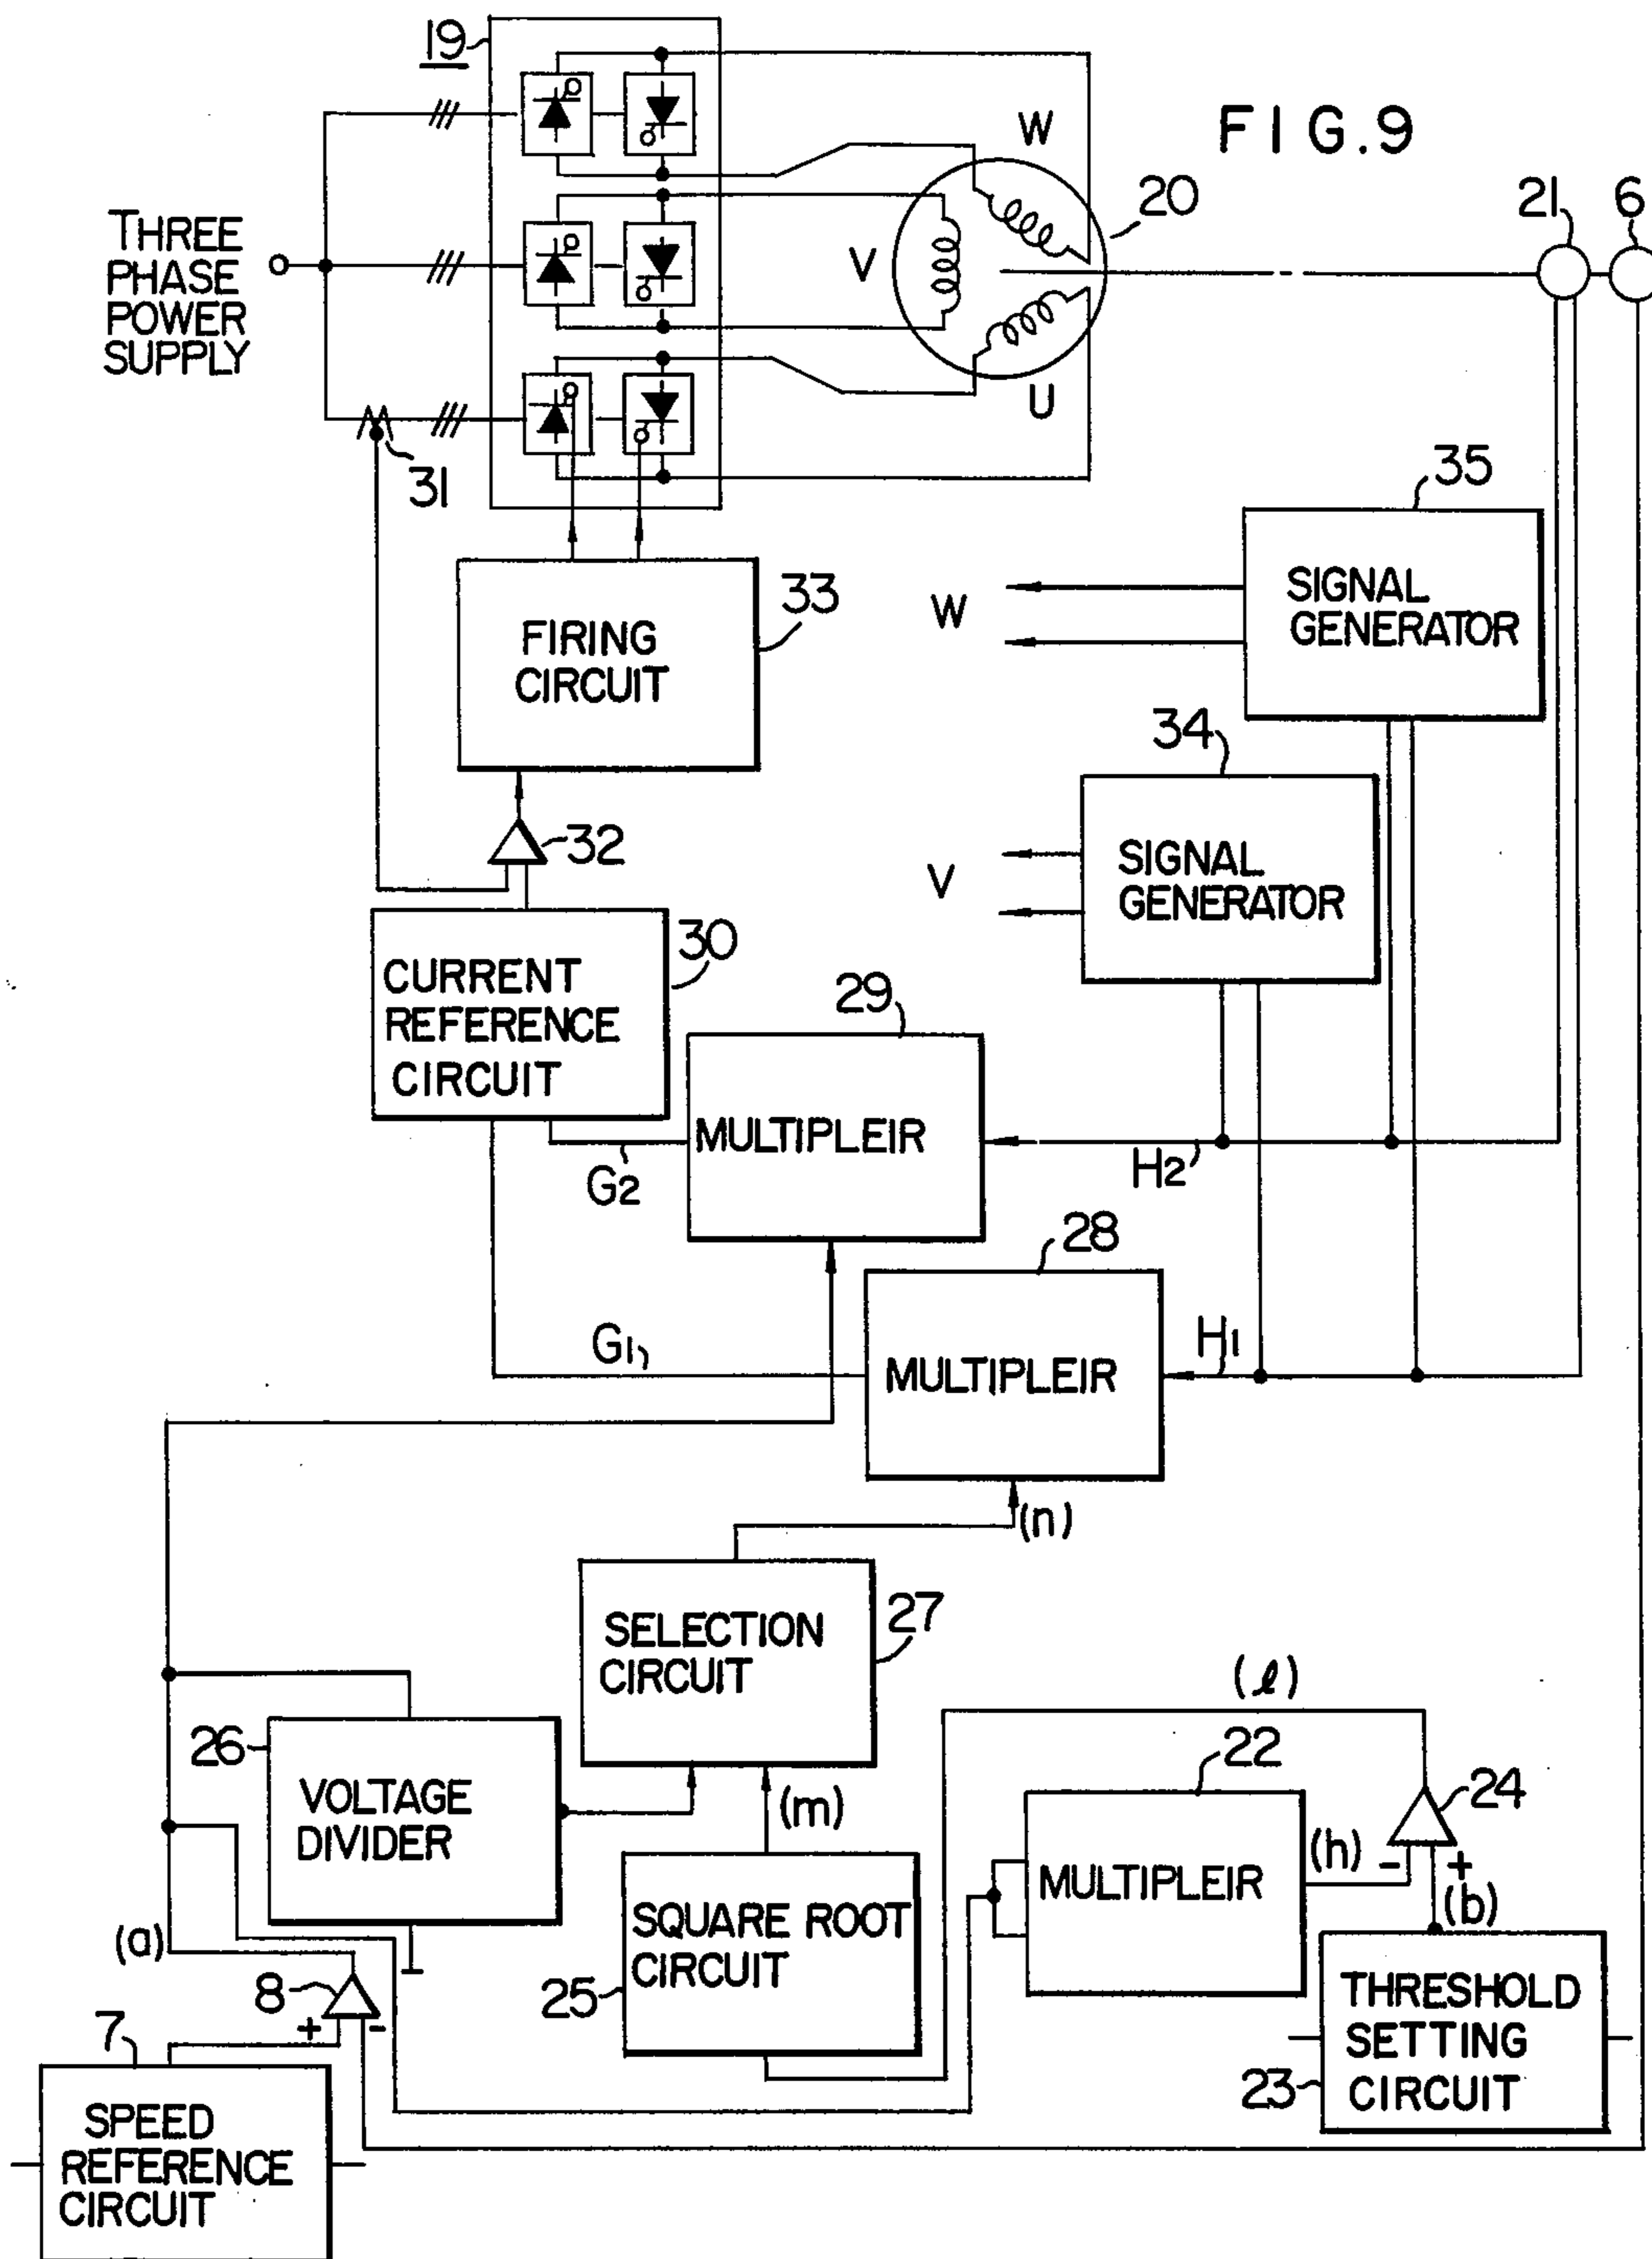 19
FIG.9
W
20
21
6
THREE
PHASE
POWER
SUPPLY
V
U
31
35
SIGNAL
GENERATOR
W
33
FIRING
CIRCUIT
34
SIGNAL
GENERATOR
V
32
30
CURRENT
REFERENCE
CIRCUIT
29
MULTIPLEIR
G2
H2
28
MULTIPLEIR
G1
H1
(n)
27
SELECTION
CIRCUIT
(l)
26
VOLTAGE
DIVIDER
(m)
22
MULTIPLEIR
24
(h)
-
+
(b)
SQUARE ROOT
CIRCUIT
25
(a)
8
+
-
THRESHOLD
SETTING
CIRCUIT
23
7
SPEED
REFERENCE
CIRCUIT